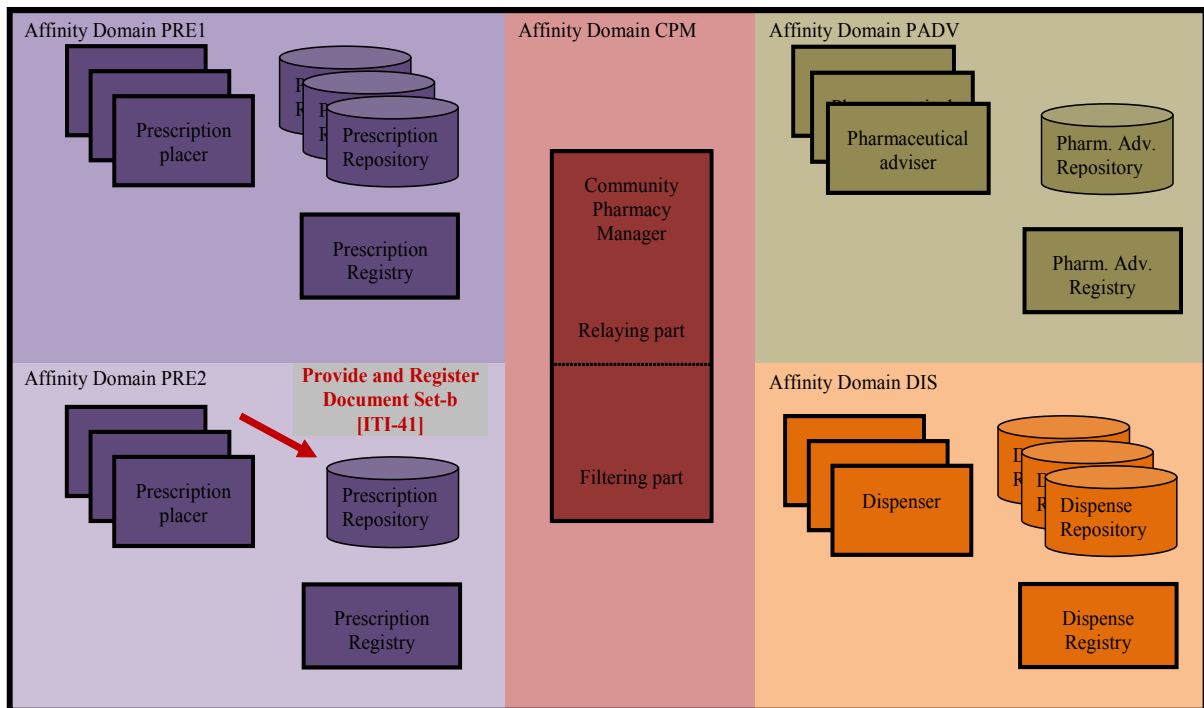 Affinity Domain PRE1
Prescription
placer
P
R
P
R
Prescription
Repository
Prescription
Registry
Affinity Domain CPM
Community
Pharmacy
Manager
Relaying part
Filtering part
Affinity Domain PADV
Pharmaceutical
adviser
Pharm. Adv.
Repository
Pharm. Adv.
Registry
Affinity Domain PRE2
Provide and Register
Document Set-b
[ITI-41]
Prescription
placer
Prescription
Repository
Prescription
Registry
Affinity Domain DIS
Dispenser
D
R
D
R
Dispense
Repository
Dispense
Registry